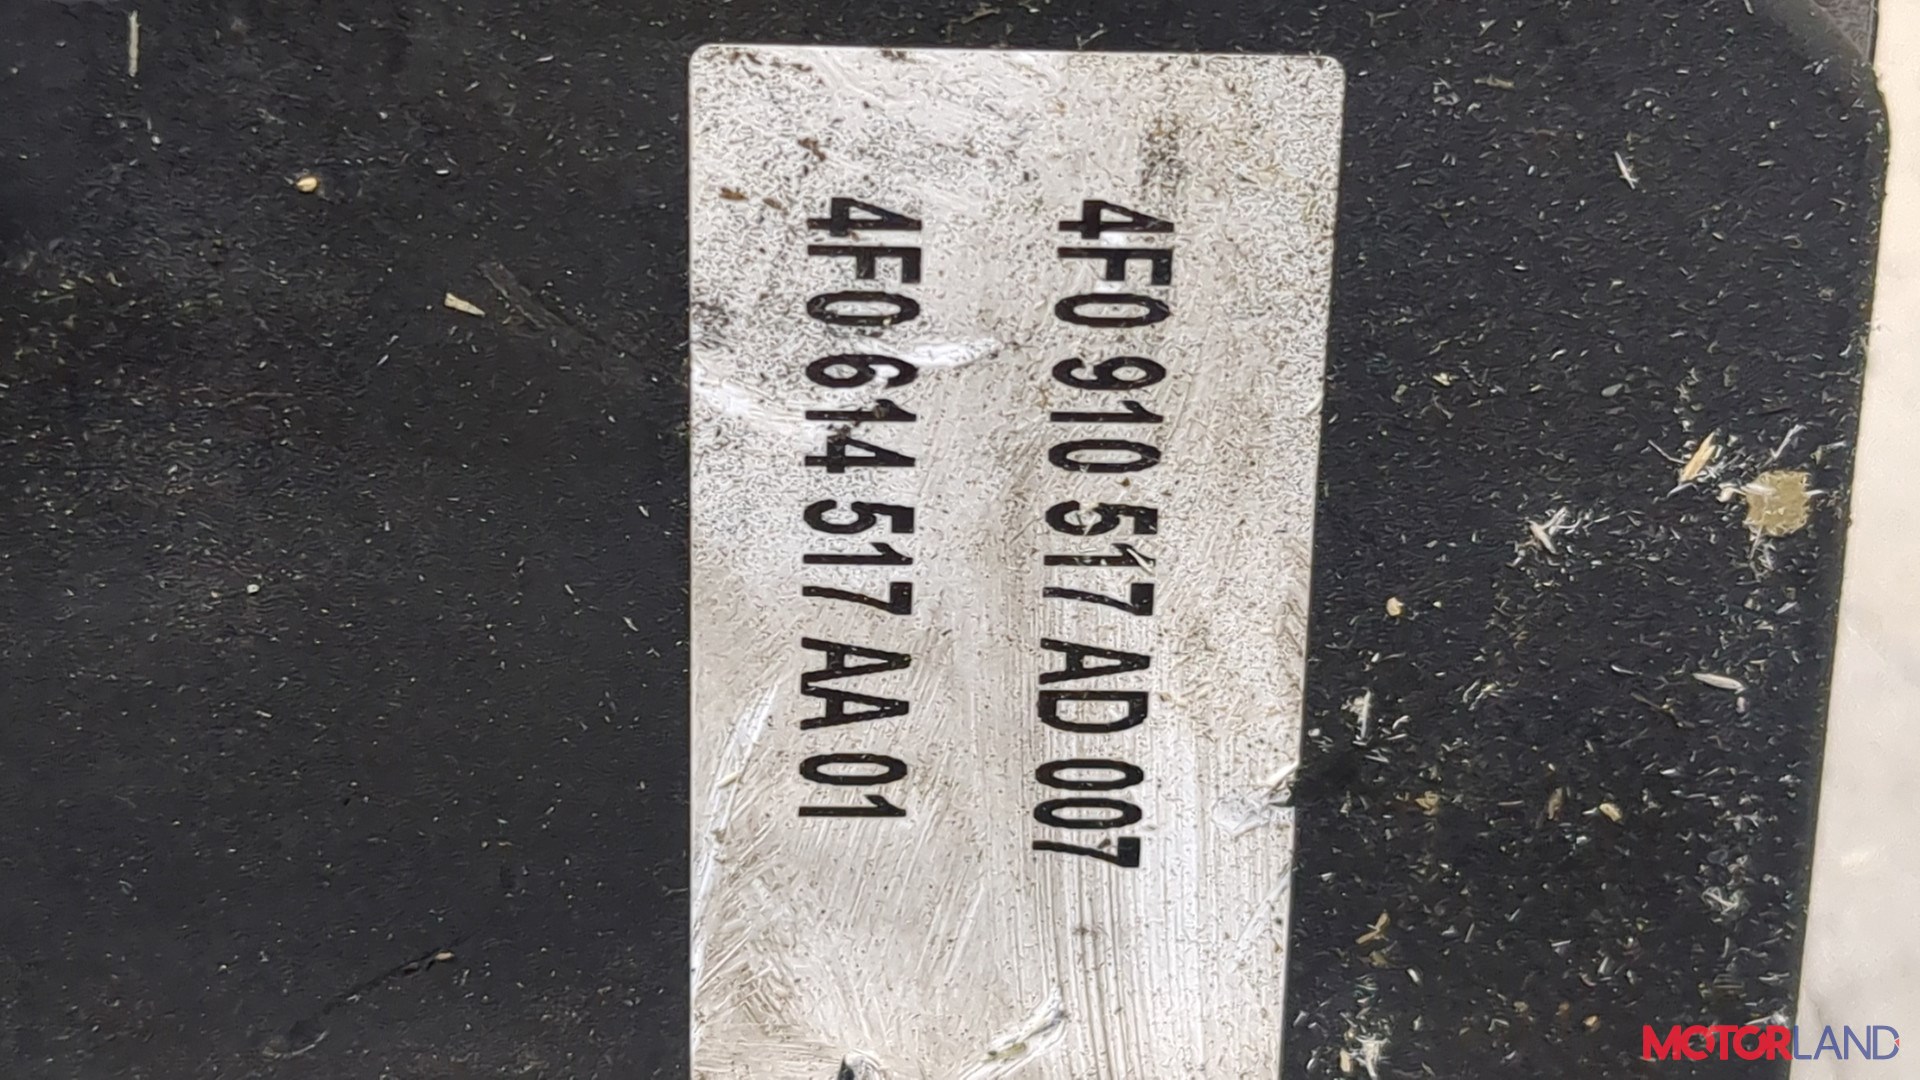 4F0 910 517 AD 007
4F0 614 517 AA 01
MOTORLAND